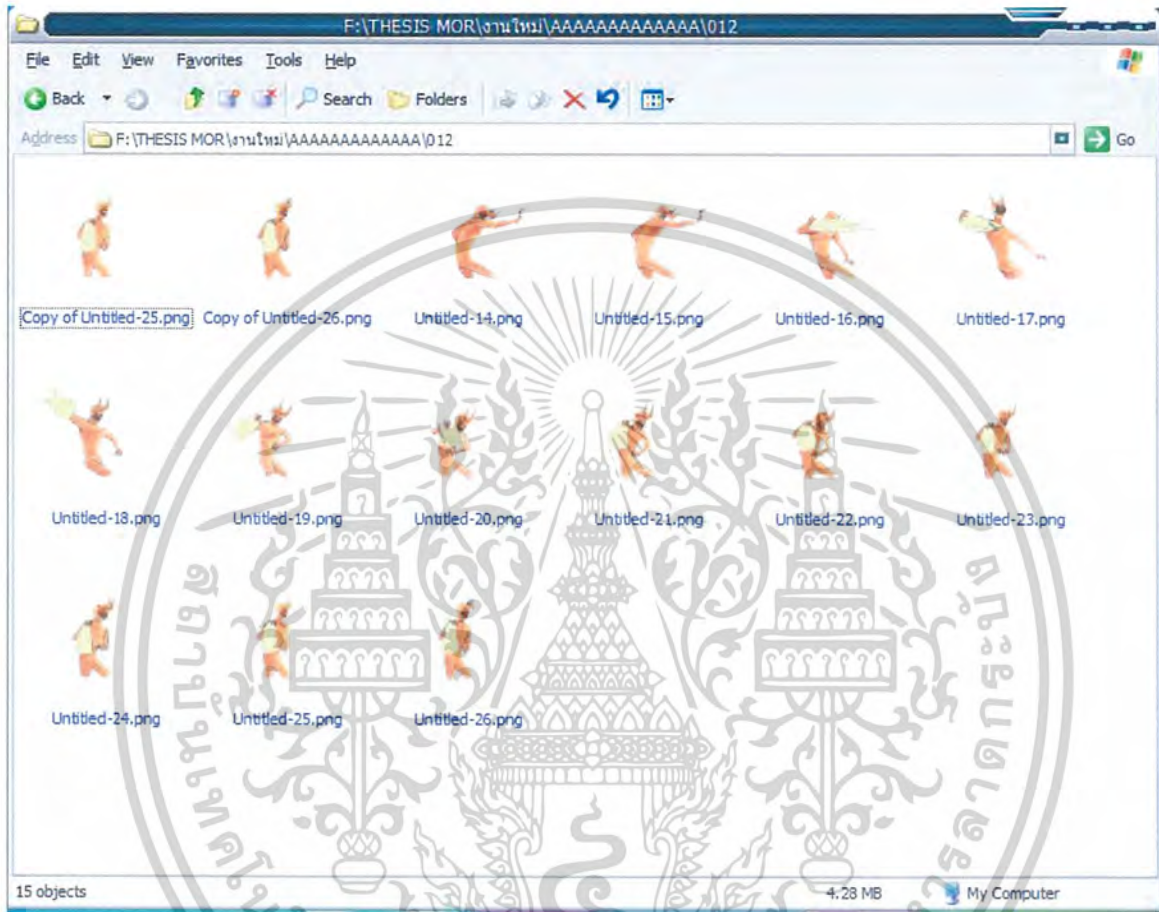 F:\THESIS MOR\งานใหม่\AAAAAAAAAAAAA\012
File Edit View Favorites Tools Help
Back Search Folders
Address F:\THESIS MOR\งานใหม่\AAAAAAAAAAAAA\012 Go
Copy of Untitled-25.png Copy of Untitled-26.png Untitled-14.png Untitled-15.png Untitled-16.png Untitled-17.png
Untitled-18.png Untitled-19.png Untitled-20.png Untitled-21.png Untitled-22.png Untitled-23.png
Untitled-24.png Untitled-25.png Untitled-26.png
15 objects 4.28 MB My Computer